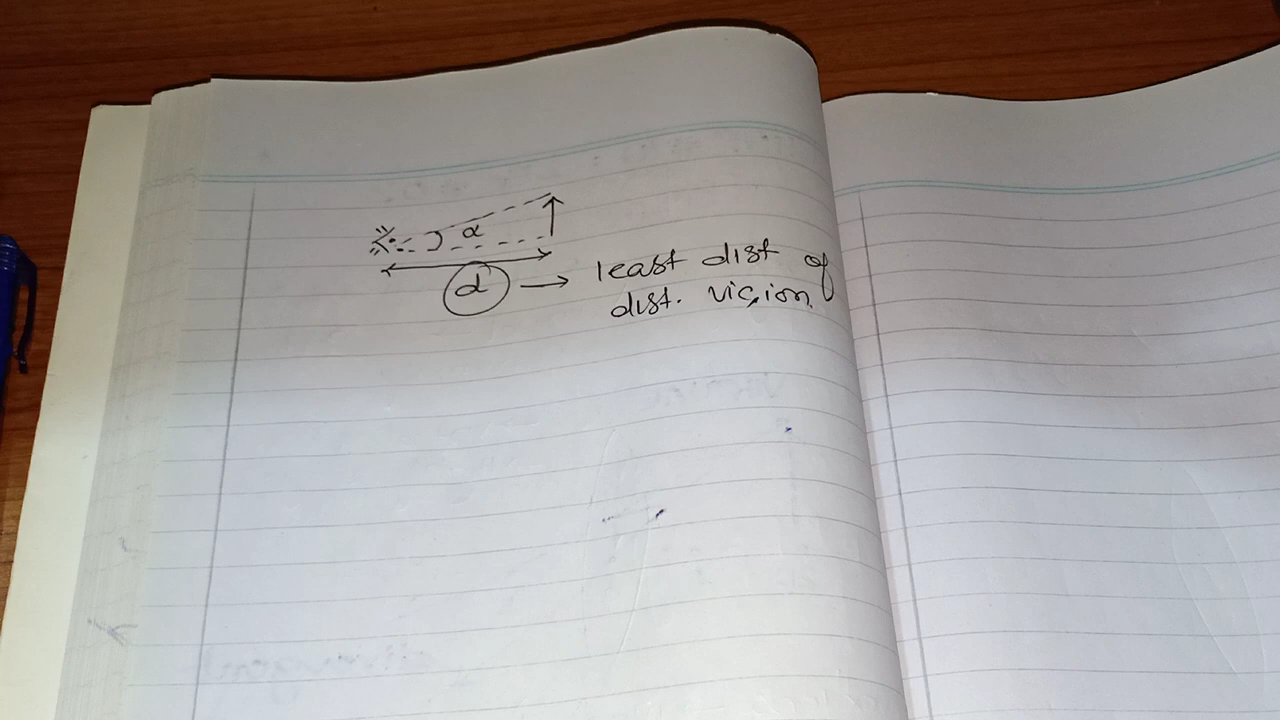 α
d → least dist of
dist. vision.